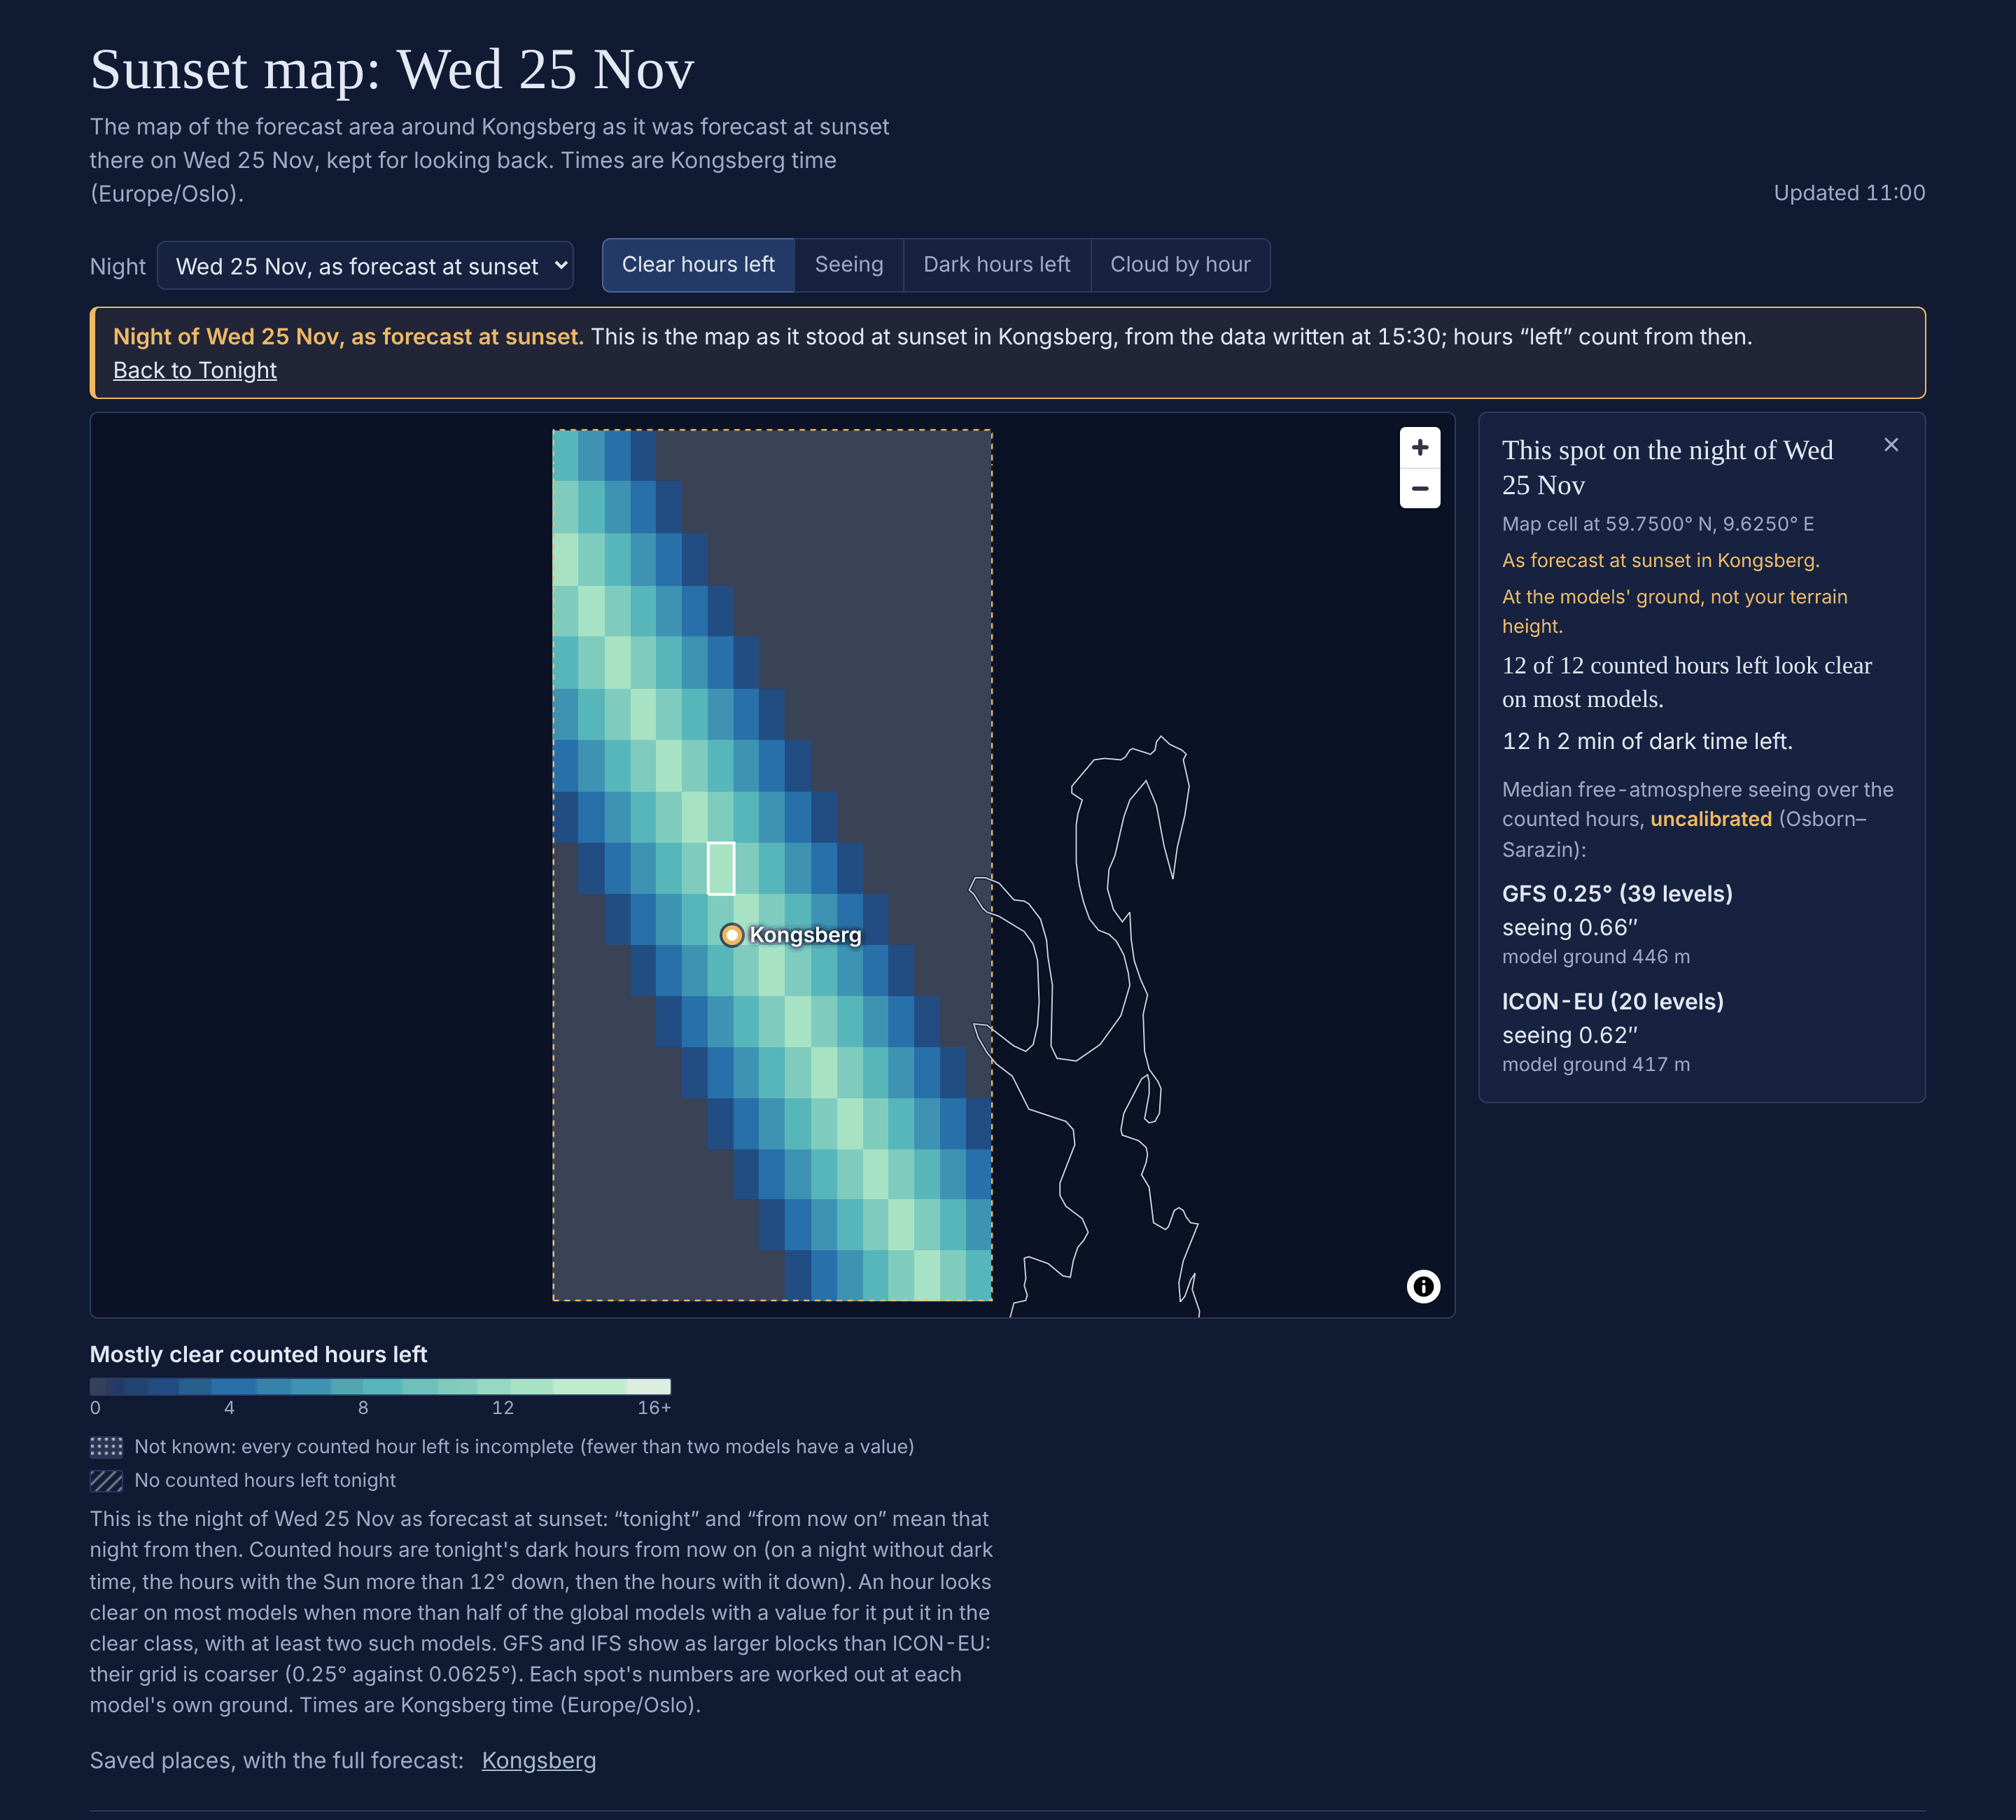 Sunset map: Wed 25 Nov
The map of the forecast area around Kongsberg as it was forecast at sunset
there on Wed 25 Nov, kept for looking back. Times are Kongsberg time
(Europe/Oslo).
Updated 11:00
Night
Wed 25 Nov, as forecast at sunset
Clear hours left
Seeing
Dark hours left
Cloud by hour
Night of Wed 25 Nov, as forecast at sunset. This is the map as it stood at sunset in Kongsberg, from the data written at 15:30; hours “left” count from then.
Back to Tonight
Kongsberg
This spot on the night of Wed
25 Nov
Map cell at 59.7500° N, 9.6250° E
As forecast at sunset in Kongsberg.
At the models' ground, not your terrain
height.
12 of 12 counted hours left look clear
on most models.
12 h 2 min of dark time left.
Median free-atmosphere seeing over the
counted hours, uncalibrated (Osborn–
Sarazin):
GFS 0.25° (39 levels)
seeing 0.66″
model ground 446 m
ICON-EU (20 levels)
seeing 0.62″
model ground 417 m
Mostly clear counted hours left
0 4 8 12 16+
Not known: every counted hour left is incomplete (fewer than two models have a value)
No counted hours left tonight
This is the night of Wed 25 Nov as forecast at sunset: “tonight” and “from now on” mean that
night from then. Counted hours are tonight's dark hours from now on (on a night without dark
time, the hours with the Sun more than 12° down, then the hours with it down). An hour looks
clear on most models when more than half of the global models with a value for it put it in the
clear class, with at least two such models. GFS and IFS show as larger blocks than ICON-EU:
their grid is coarser (0.25° against 0.0625°). Each spot's numbers are worked out at each
model's own ground. Times are Kongsberg time (Europe/Oslo).
Saved places, with the full forecast: Kongsberg